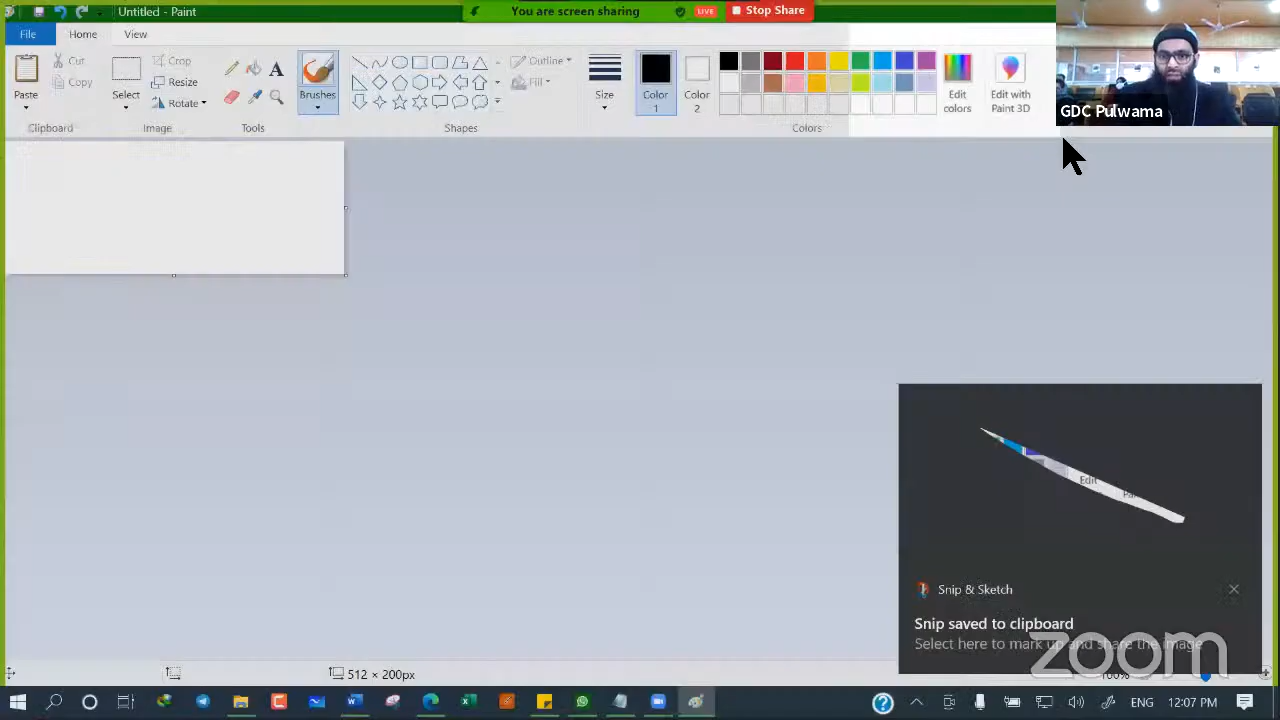 Untitled - Paint
You are screen sharing
LIVE
Stop Share
File
Home
View
Paste
Cut
Copy
Clipboard
Select
Crop
Resize
Rotate
Image
A
Tools
Brushes
Shapes
Outline
Fill
Size
Color 1
Color 2
Colors
Edit colors
Edit with Paint 3D
GDC Pulwama
Edit
Snip & Sketch
Snip saved to clipboard
Select here to mark up and share the image
zoom
512 × 200px
100%
ENG
12:07 PM